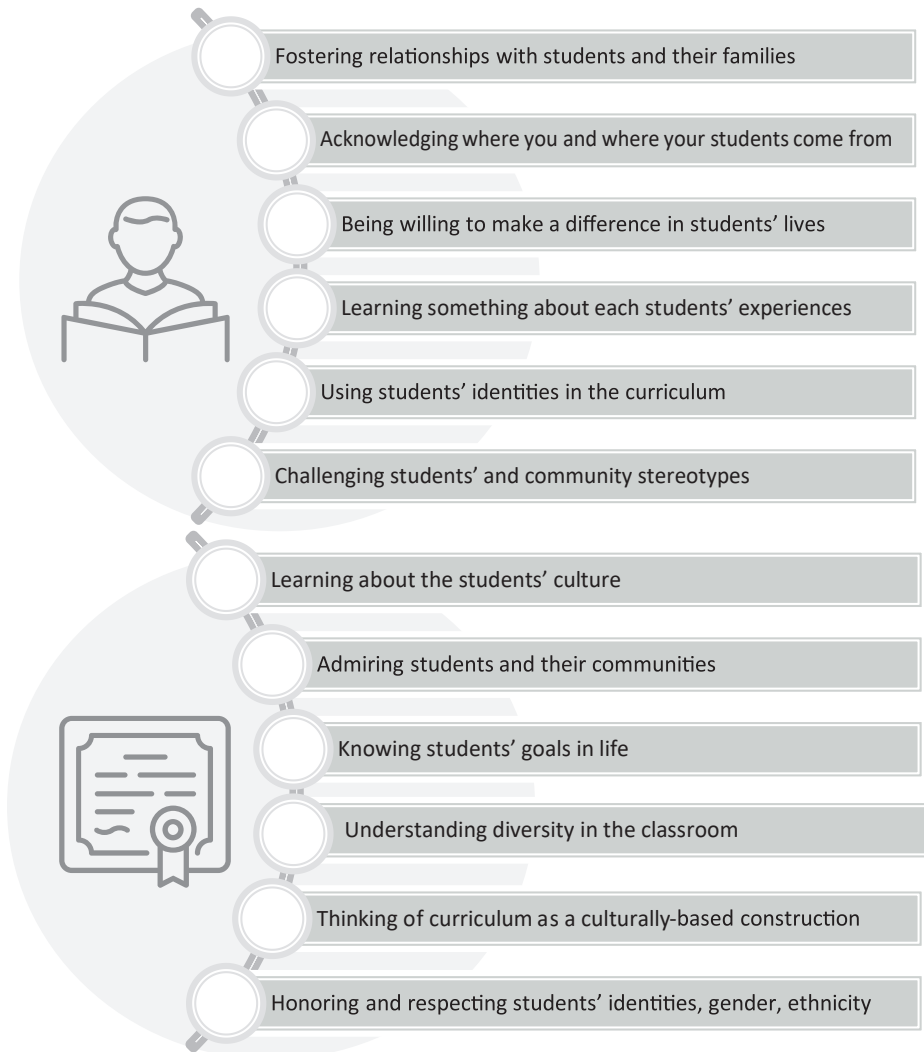 Fostering relationships with students and their families
Acknowledging where you and where your students come from
Being willing to make a difference in students’ lives
Learning something about each students’ experiences
Using students’ identities in the curriculum
Challenging students’ and community stereotypes
Learning about the students’ culture
Admiring students and their communities
Knowing students’ goals in life
Understanding diversity in the classroom
Thinking of curriculum as a culturally-based construction
Honoring and respecting students’ identities, gender, ethnicity